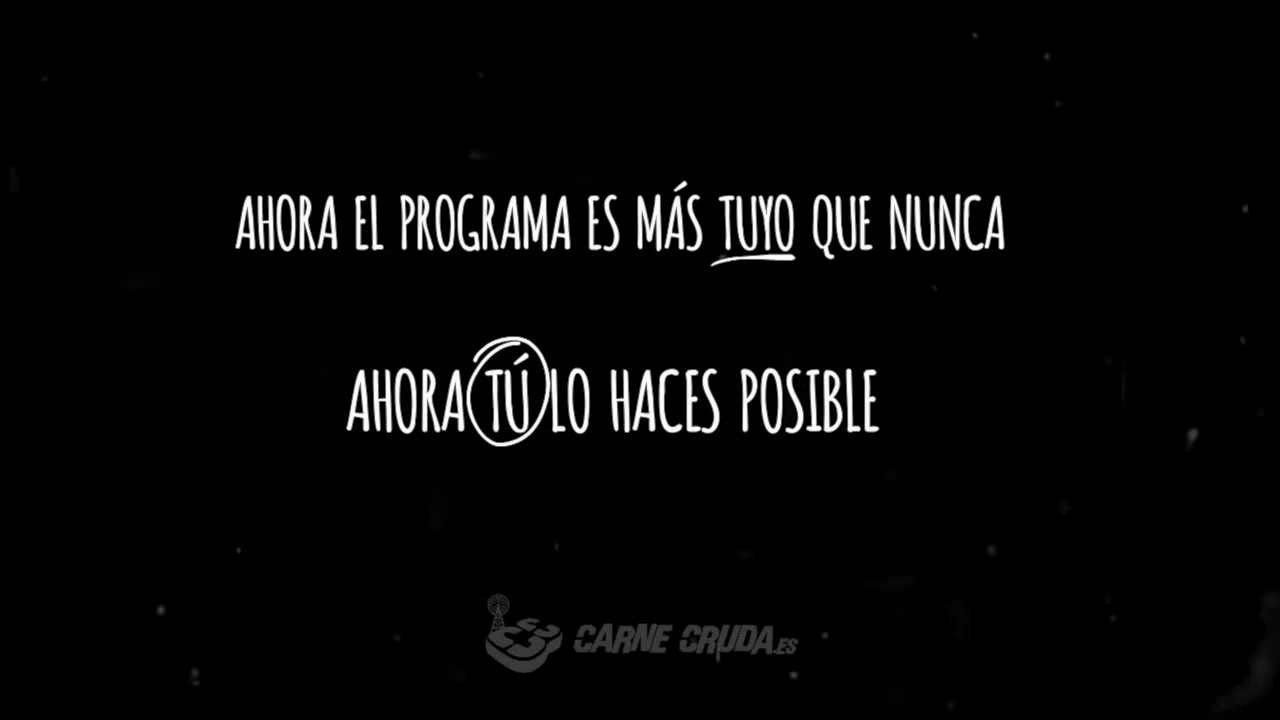 AHORA EL PROGRAMA ES MÁS TUYO QUE NUNCA
AHORA TÚ LO HACES POSIBLE
CARNE CRUDA.ES